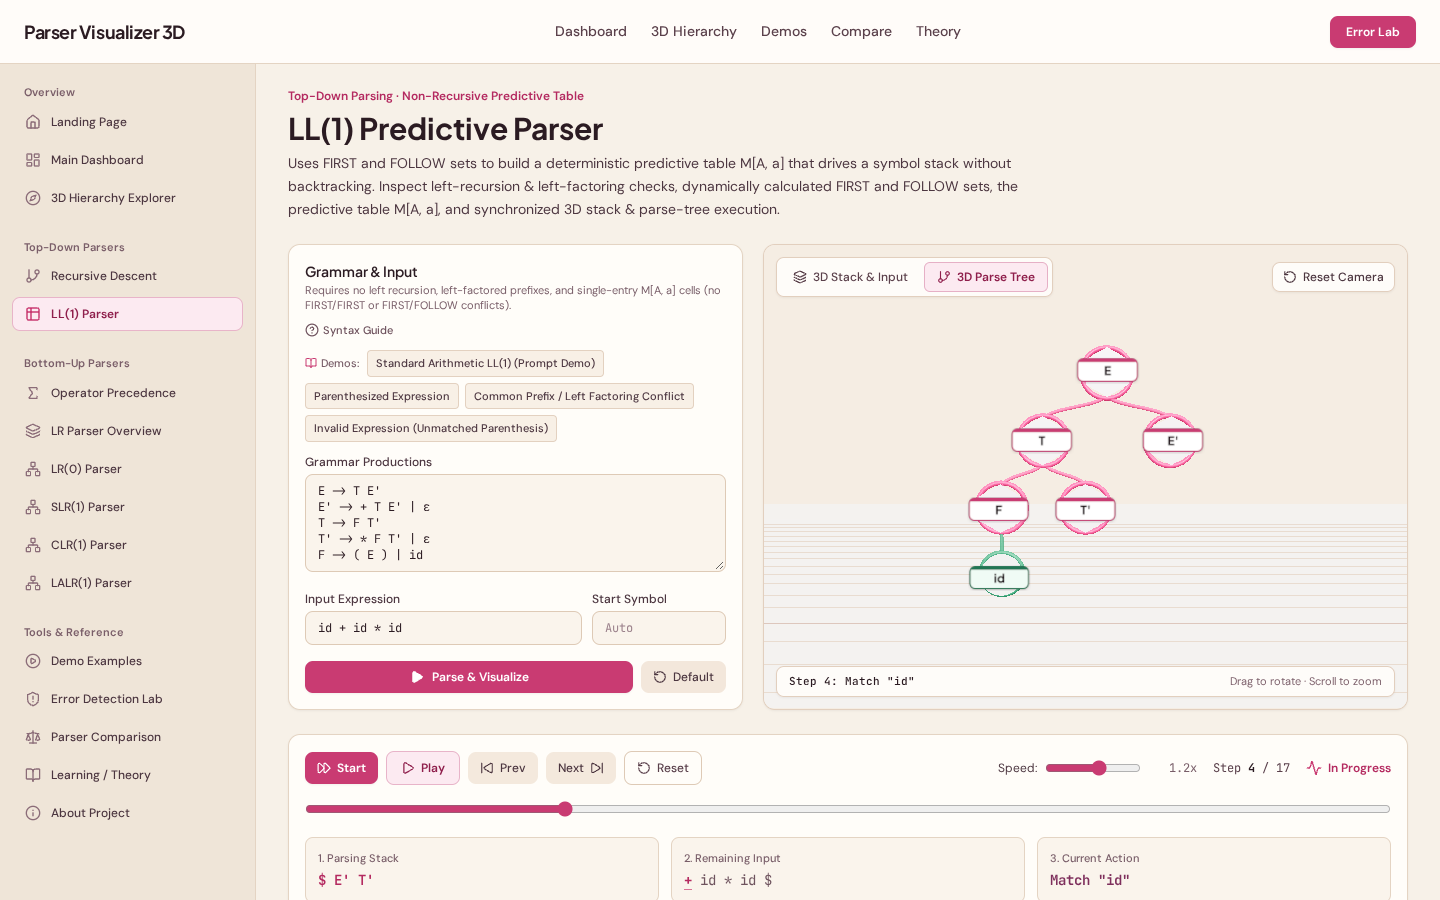 Parser Visualizer 3D
Dashboard
3D Hierarchy
Demos
Compare
Theory
Error Lab
Overview
Landing Page
Main Dashboard
3D Hierarchy Explorer
Top-Down Parsers
Recursive Descent
LL(1) Parser
Bottom-Up Parsers
Operator Precedence
LR Parser Overview
LR(0) Parser
SLR(1) Parser
CLR(1) Parser
LALR(1) Parser
Tools & Reference
Demo Examples
Error Detection Lab
Parser Comparison
Learning / Theory
About Project
Top-Down Parsing · Non-Recursive Predictive Table
LL(1) Predictive Parser
Uses FIRST and FOLLOW sets to build a deterministic predictive table M[A, a] that drives a symbol stack without
backtracking. Inspect left-recursion & left-factoring checks, dynamically calculated FIRST and FOLLOW sets, the
predictive table M[A, a], and synchronized 3D stack & parse-tree execution.
Grammar & Input
Requires no left recursion, left-factored prefixes, and single-entry M[A, a] cells (no
FIRST/FIRST or FIRST/FOLLOW conflicts).
Syntax Guide
Demos:
Standard Arithmetic LL(1) (Prompt Demo)
Parenthesized Expression
Common Prefix / Left Factoring Conflict
Invalid Expression (Unmatched Parenthesis)
Grammar Productions
E → T E'
E' → + T E' | ε
T → F T'
T' → * F T' | ε
F → ( E ) | id
Input Expression
Start Symbol
id + id * id
Auto
Parse & Visualize
Default
3D Stack & Input
3D Parse Tree
Reset Camera
E
T
E'
F
T'
id
Step 4: Match "id"
Drag to rotate · Scroll to zoom
Start
Play
Prev
Next
Reset
Speed:
1.2x
Step 4 / 17
In Progress
1. Parsing Stack
$ E' T'
2. Remaining Input
+ id * id $
3. Current Action
Match "id"